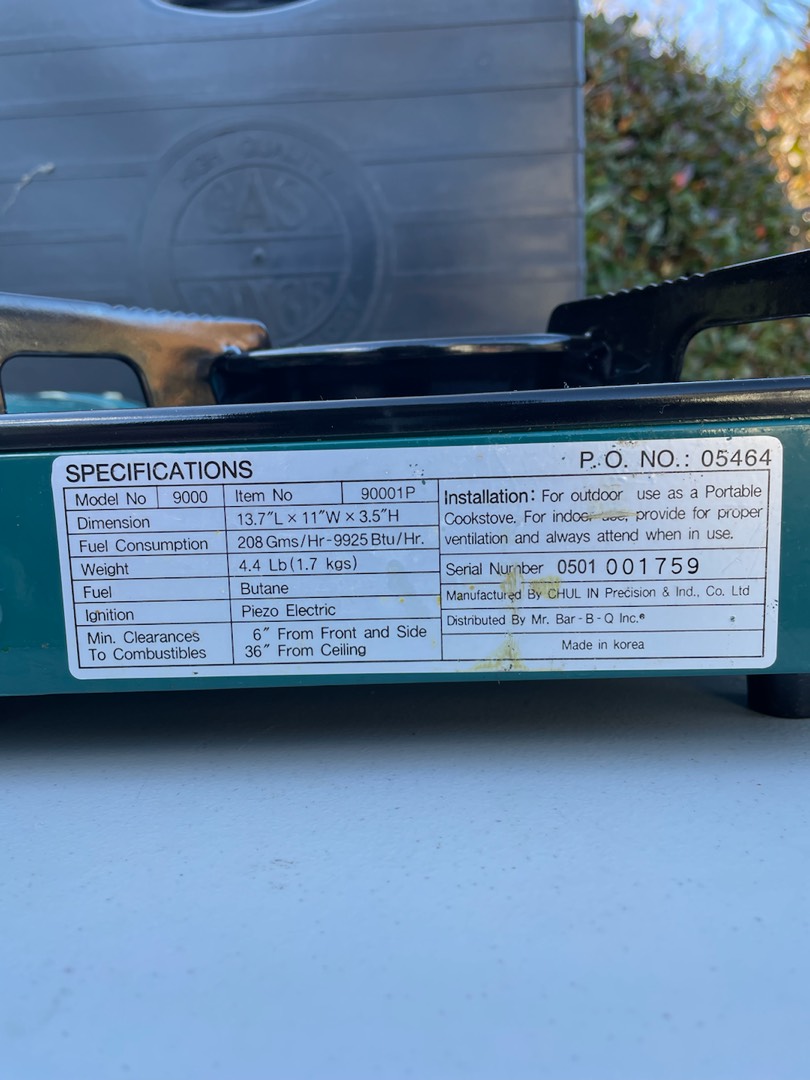 HIGH QUALITY
GAS
RANGE
SPECIFICATIONS
P. O. NO.: 05464
Model No 9000 Item No 90001P
Dimension 13.7"L × 11"W × 3.5"H
Fuel Consumption 208 Gms/Hr-9925 Btu/Hr.
Weight 4.4 Lb(1.7 kgs)
Fuel Butane
Ignition Piezo Electric
Min. Clearances 6" From Front and Side
To Combustibles 36" From Ceiling
Installation: For outdoor use as a Portable
Cookstove. For indoor use, provide for proper
ventilation and always attend when in use.
Serial Number 0501 001759
Manufactured By CHUL IN Precision & Ind., Co. Ltd
Distributed By Mr. Bar-B-Q Inc.®
Made in korea